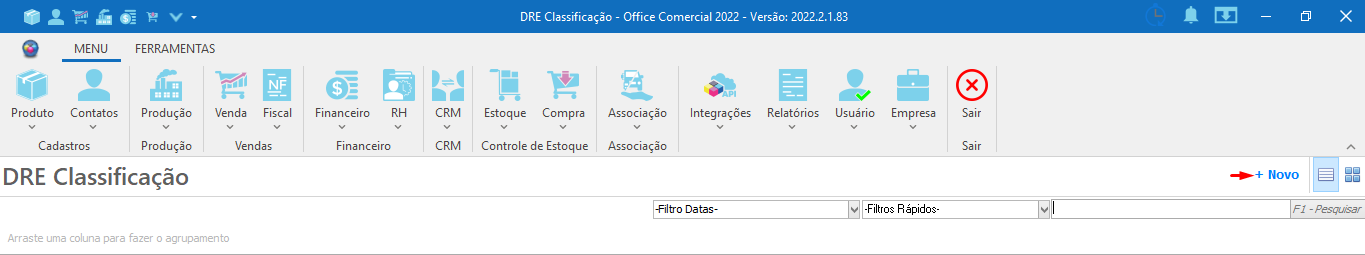 DRE Classificação - Office Comercial 2022 - Versão: 2022.2.1.83
MENU FERRAMENTAS
Produto Contatos Produção Venda Fiscal Financeiro RH CRM Estoque Compra Associação Integrações Relatórios Usuário Empresa Sair
Cadastros Produção Vendas Financeiro CRM Controle de Estoque Associação Sair
DRE Classificação + Novo
-Filtro Datas- -Filtros Rápidos- F1 - Pesquisar
Arraste uma coluna para fazer o agrupamento